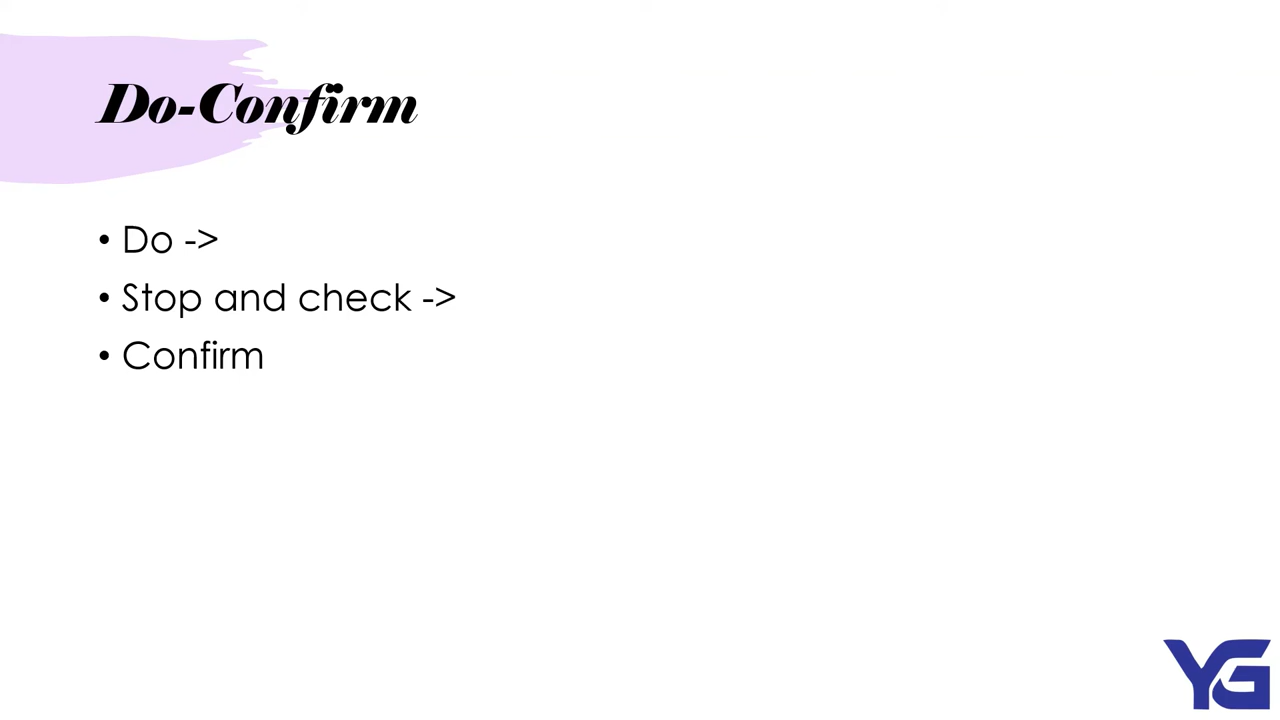 Do-Confirm
• Do ->
• Stop and check ->
• Confirm
YG